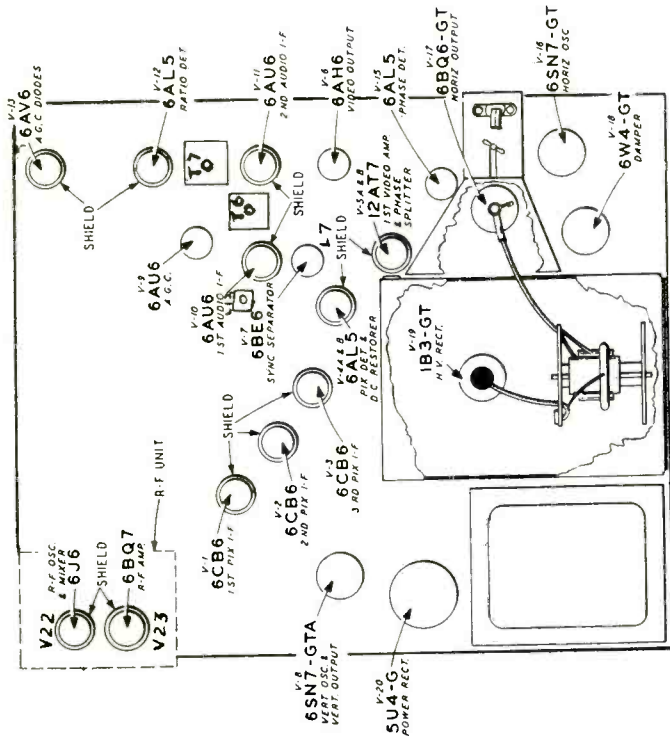 V-13
6AV6
A.G.C. DIODES
V-12
6AL5
RATIO DET.
V-11
6AU6
2ND AUDIO I-F
V-6
6AH6
VIDEO OUTPUT
V-15
6AL5
PHASE DET.
V-17
6BQ6-GT
HORIZ OUTPUT
V-16
6SN7-GT
HORIZ OSC
V-18
6W4-GT
DAMPER
SHIELD
T7
T6
SHIELD
V-9
6AU6
A G.C.
V-10
6AU6
1ST AUDIO I-F
V-7
6BE6
SYNC SEPARATOR
L7
SHIELD
V-5A & B
12AT7
1ST VIDEO AMP.
& PHASE
SPLITTER
V-4A & B
6AL5
PIX DET &
D C RESTORER
V-19
1B3-GT
H.V. RECT.
SHIELD
V-1
6CB6
1ST PIX I-F
V-2
6CB6
2 ND PIX I-F
V-3
6CB6
3 RD PIX I-F
R-F UNIT
R-F OSC.
& MIXER
6J6
V22
SHIELD
6BQ7
R-F AMP.
V23
V-8
6SN7-GTA
VERT OSC &
VERT. OUTPUT
V-20
5U4-G
POWER RECT.